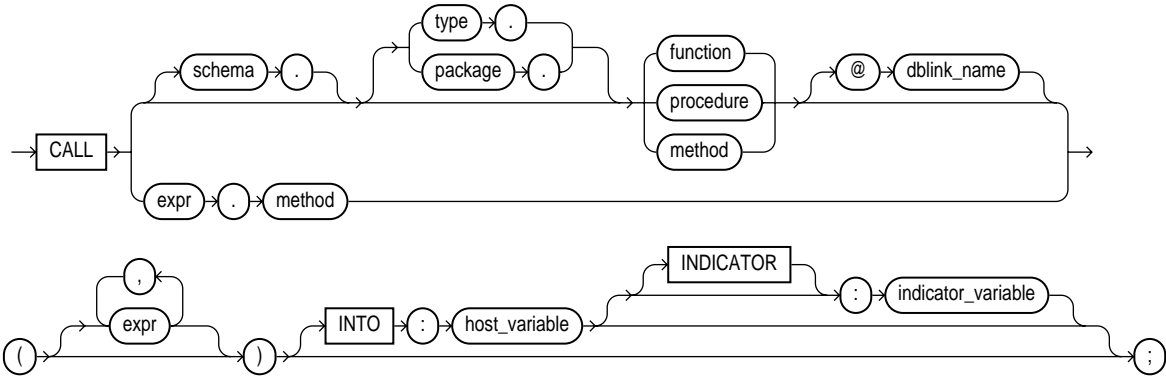 type .
schema . package . function @ dblink_name
procedure
CALL method
expr . method
, INDICATOR
expr INTO : host_variable : indicator_variable
( ) ;